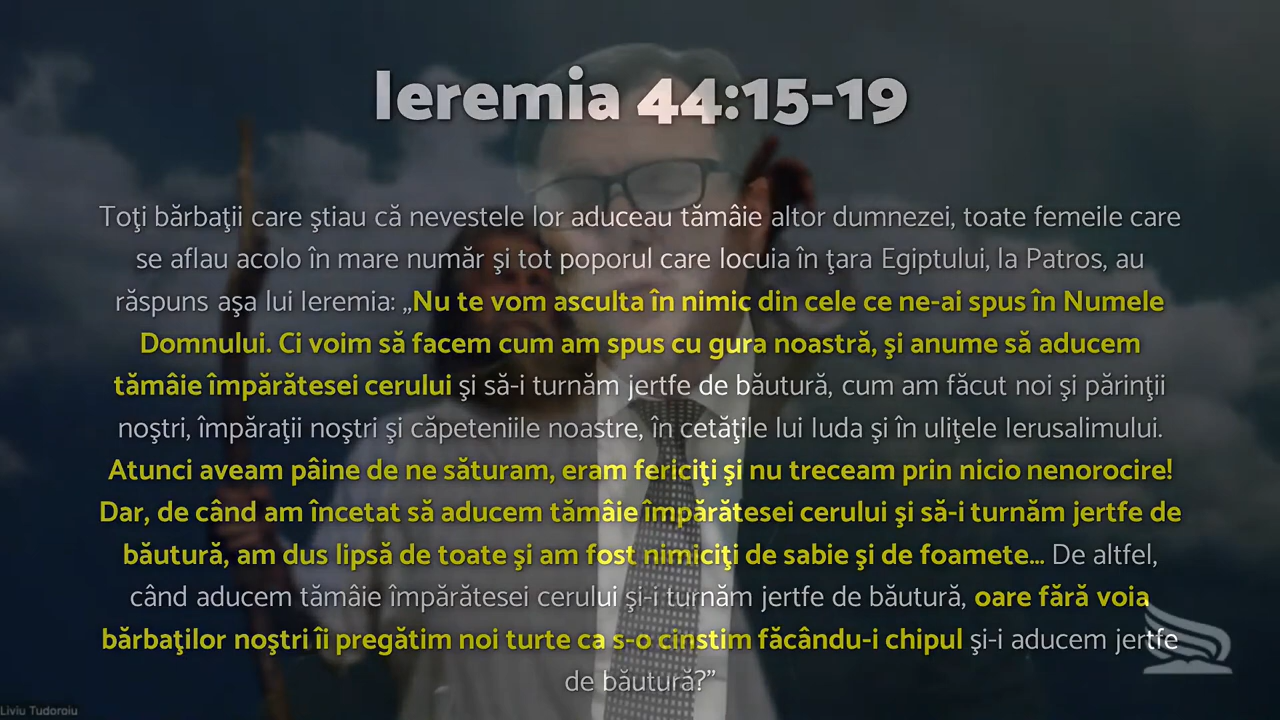 Ieremia 44:15-19
Toţi bărbaţii care ştiau că nevestele lor aduceau tămâie altor dumnezei, toate femeile care
se aflau acolo în mare număr şi tot poporul care locuia în ţara Egiptului, la Patros, au
răspuns aşa lui Ieremia: „Nu te vom asculta în nimic din cele ce ne-ai spus în Numele
Domnului. Ci voim să facem cum am spus cu gura noastră, şi anume să aducem
tămâie împărătesei cerului şi să-i turnăm jertfe de băutură, cum am făcut noi şi părinţii
noştri, împăraţii noştri şi căpeteniile noastre, în cetăţile lui Iuda şi în uliţele Ierusalimului.
Atunci aveam pâine de ne săturam, eram fericiţi şi nu treceam prin nicio nenorocire!
Dar, de când am încetat să aducem tămâie împărătesei cerului şi să-i turnăm jertfe de
băutură, am dus lipsă de toate şi am fost nimiciţi de sabie şi de foamete... De altfel,
când aducem tămâie împărătesei cerului şi-i turnăm jertfe de băutură, oare fără voia
bărbaţilor noştri îi pregătim noi turte ca s-o cinstim făcându-i chipul şi-i aducem jertfe
de băutură?”
Liviu Tudoroiu